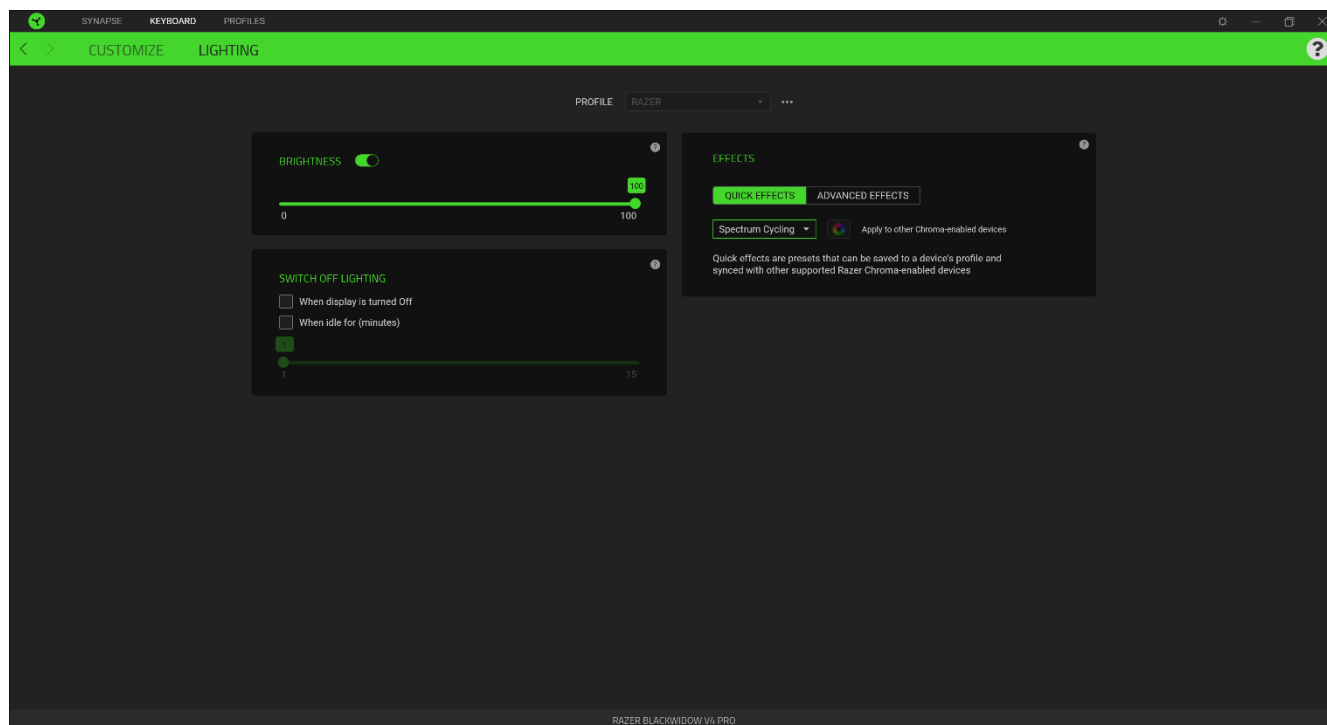 SYNAPSE KEYBOARD PROFILES
CUSTOMIZE LIGHTING ?
PROFILE RAZER
BRIGHTNESS ?
100
0 100
SWITCH OFF LIGHTING ?
When display is turned Off
When idle for (minutes)
1
1 15
EFFECTS ?
QUICK EFFECTS ADVANCED EFFECTS
Spectrum Cycling Apply to other Chroma-enabled devices
Quick effects are presets that can be saved to a device's profile and
synced with other supported Razer Chroma-enabled devices
RAZER BLACKWIDOW V4 PRO